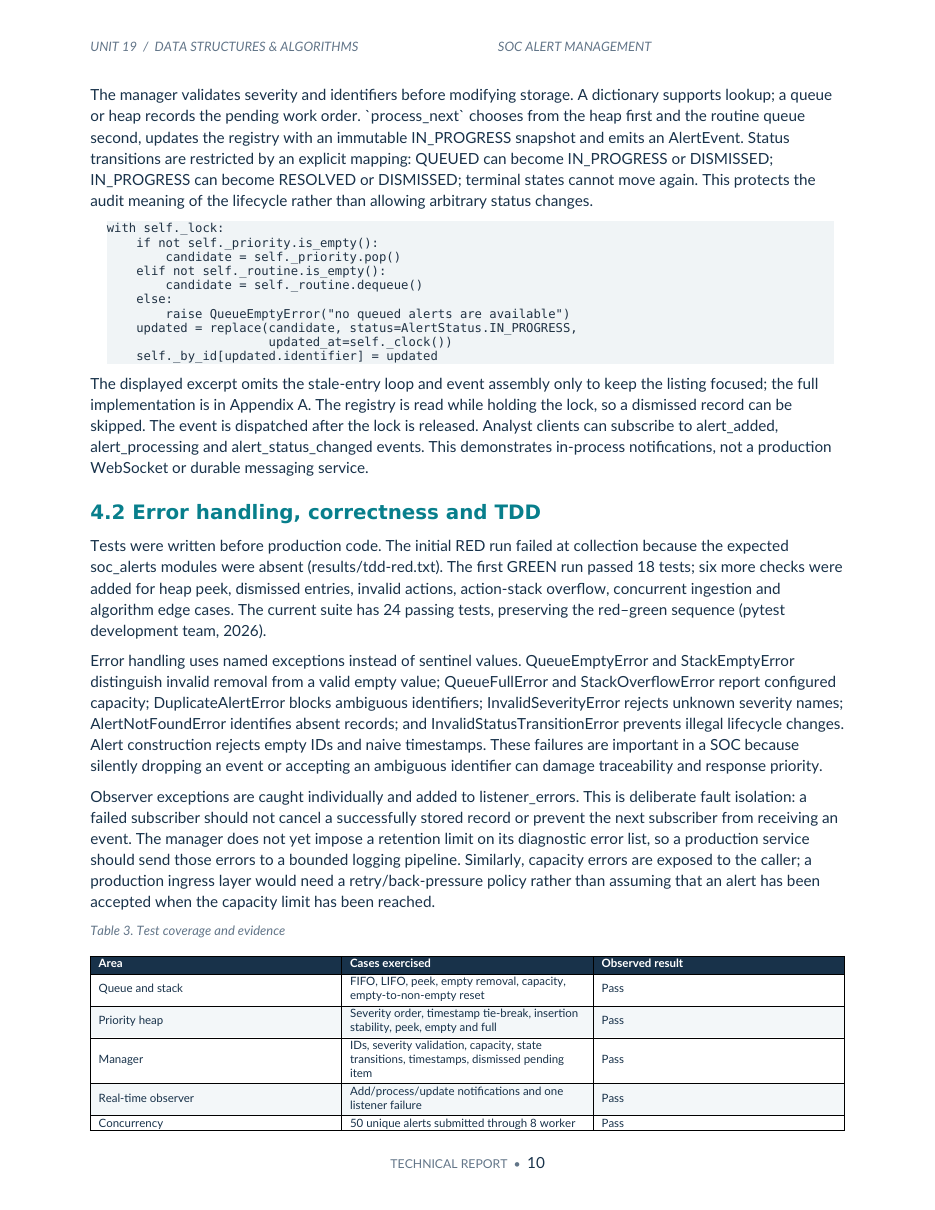 UNIT 19 / DATA STRUCTURES & ALGORITHMS SOC ALERT MANAGEMENT
The manager validates severity and identifiers before modifying storage. A dictionary supports lookup; a queue
or heap records the pending work order. `process_next` chooses from the heap first and the routine queue
second, updates the registry with an immutable IN_PROGRESS snapshot and emits an AlertEvent. Status
transitions are restricted by an explicit mapping: QUEUED can become IN_PROGRESS or DISMISSED;
IN_PROGRESS can become RESOLVED or DISMISSED; terminal states cannot move again. This protects the
audit meaning of the lifecycle rather than allowing arbitrary status changes.
with self._lock:
    if not self._priority.is_empty():
        candidate = self._priority.pop()
    elif not self._routine.is_empty():
        candidate = self._routine.dequeue()
    else:
        raise QueueEmptyError("no queued alerts are available")
    updated = replace(candidate, status=AlertStatus.IN_PROGRESS,
                      updated_at=self._clock())
    self._by_id[updated.identifier] = updated
The displayed excerpt omits the stale-entry loop and event assembly only to keep the listing focused; the full
implementation is in Appendix A. The registry is read while holding the lock, so a dismissed record can be
skipped. The event is dispatched after the lock is released. Analyst clients can subscribe to alert_added,
alert_processing and alert_status_changed events. This demonstrates in-process notifications, not a production
WebSocket or durable messaging service.
4.2 Error handling, correctness and TDD
Tests were written before production code. The initial RED run failed at collection because the expected
soc_alerts modules were absent (results/tdd-red.txt). The first GREEN run passed 18 tests; six more checks were
added for heap peek, dismissed entries, invalid actions, action-stack overflow, concurrent ingestion and
algorithm edge cases. The current suite has 24 passing tests, preserving the red–green sequence (pytest
development team, 2026).
Error handling uses named exceptions instead of sentinel values. QueueEmptyError and StackEmptyError
distinguish invalid removal from a valid empty value; QueueFullError and StackOverflowError report configured
capacity; DuplicateAlertError blocks ambiguous identifiers; InvalidSeverityError rejects unknown severity names;
AlertNotFoundError identifies absent records; and InvalidStatusTransitionError prevents illegal lifecycle changes.
Alert construction rejects empty IDs and naive timestamps. These failures are important in a SOC because
silently dropping an event or accepting an ambiguous identifier can damage traceability and response priority.
Observer exceptions are caught individually and added to listener_errors. This is deliberate fault isolation: a
failed subscriber should not cancel a successfully stored record or prevent the next subscriber from receiving an
event. The manager does not yet impose a retention limit on its diagnostic error list, so a production service
should send those errors to a bounded logging pipeline. Similarly, capacity errors are exposed to the caller; a
production ingress layer would need a retry/back-pressure policy rather than assuming that an alert has been
accepted when the capacity limit has been reached.
Table 3. Test coverage and evidence
Area Cases exercised Observed result
Queue and stack FIFO, LIFO, peek, empty removal, capacity, Pass
empty-to-non-empty reset
Priority heap Severity order, timestamp tie-break, insertion Pass
stability, peek, empty and full
Manager IDs, severity validation, capacity, state Pass
transitions, timestamps, dismissed pending
item
Real-time observer Add/process/update notifications and one Pass
listener failure
Concurrency 50 unique alerts submitted through 8 worker Pass
TECHNICAL REPORT • 10